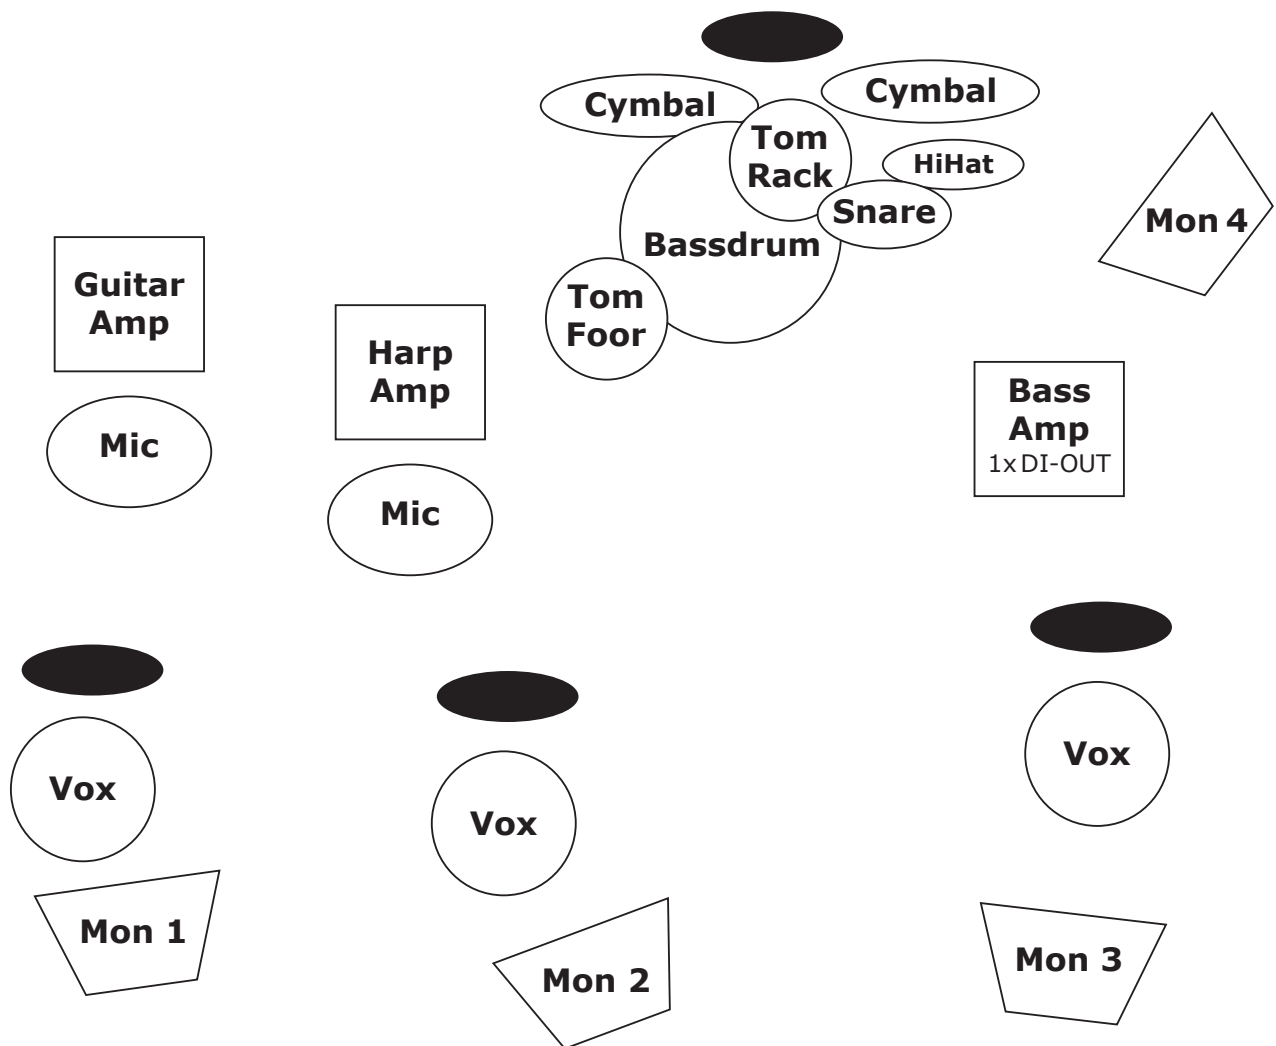 Cymbal
Cymbal
Tom
Rack
HiHat
Snare
Mon 4
Bassdrum
Guitar
Amp
Tom
Foor
Harp
Amp
Bass
Amp
1x DI-OUT
Mic
Mic
Vox
Vox
Vox
Mon 1
Mon 2
Mon 3